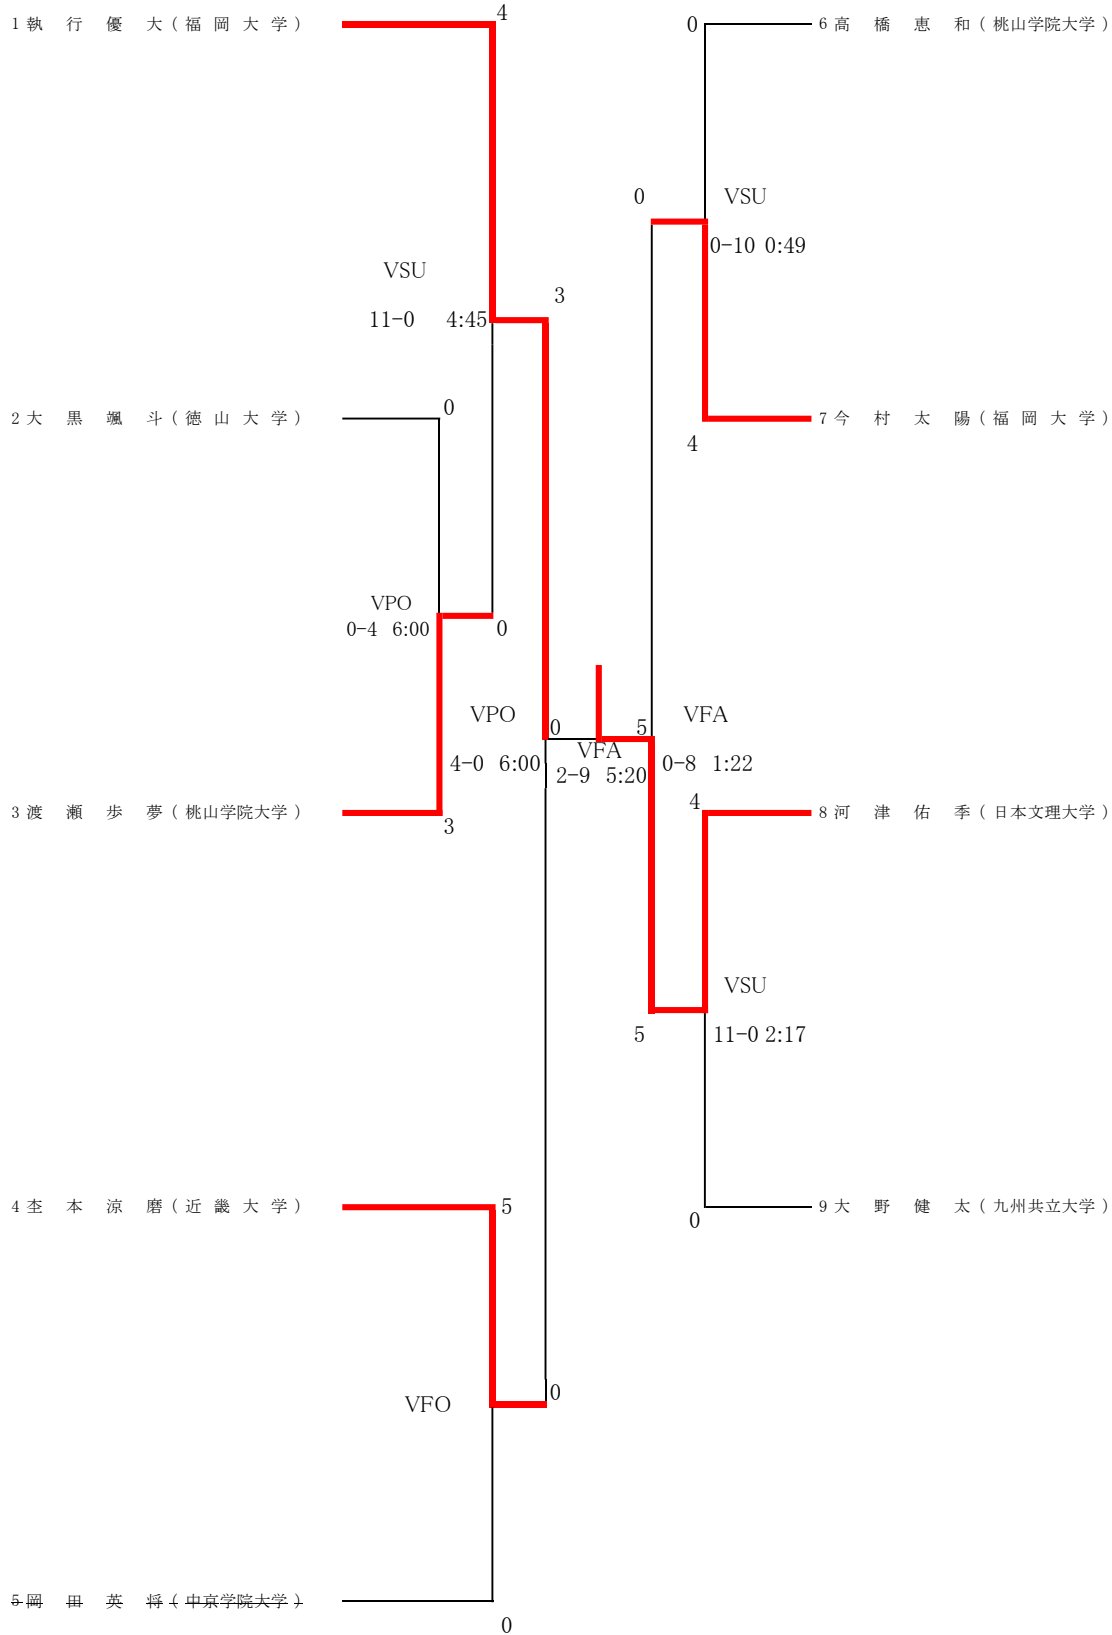 4
1 執 行 優 大 ( 福 岡 大 学 )
0
6 高 橋 恵 和 ( 桃山学院大学 )
0
VSU
0-10 0:49
VSU
3
11-0 4:45
2 大 黒 颯 斗 ( 徳 山 大 学 )
0
7 今 村 太 陽 ( 福 岡 大 学 )
4
VPO
0-4 6:00
0
VPO
0
5
VFA
VFA
4-0 6:00
2-9 5:20
0-8 1:22
4
3 渡 瀬 歩 夢 ( 桃山学院大学 )
3
8 河 津 佑 季 ( 日本文理大学 )
VSU
5
11-0 2:17
4 杢 本 涼 磨 ( 近 畿 大 学 )
5
9 大 野 健 太 ( 九州共立大学 )
0
0
VFO
5 岡 田 英 将 ( 中京学院大学 )
0